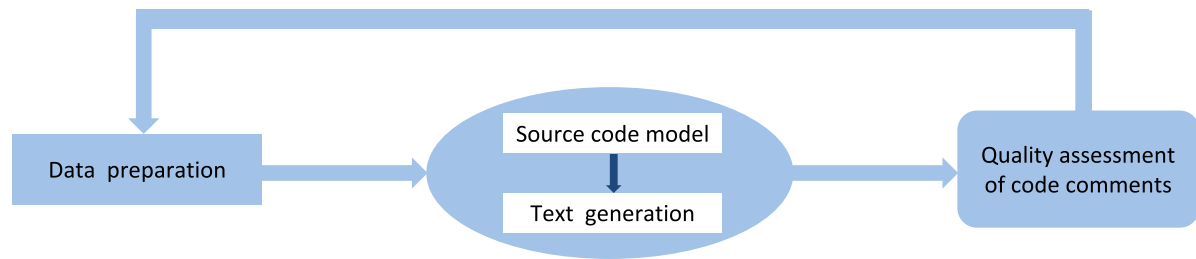 Data preparation
Source code model
Text generation
Quality assessment
of code comments